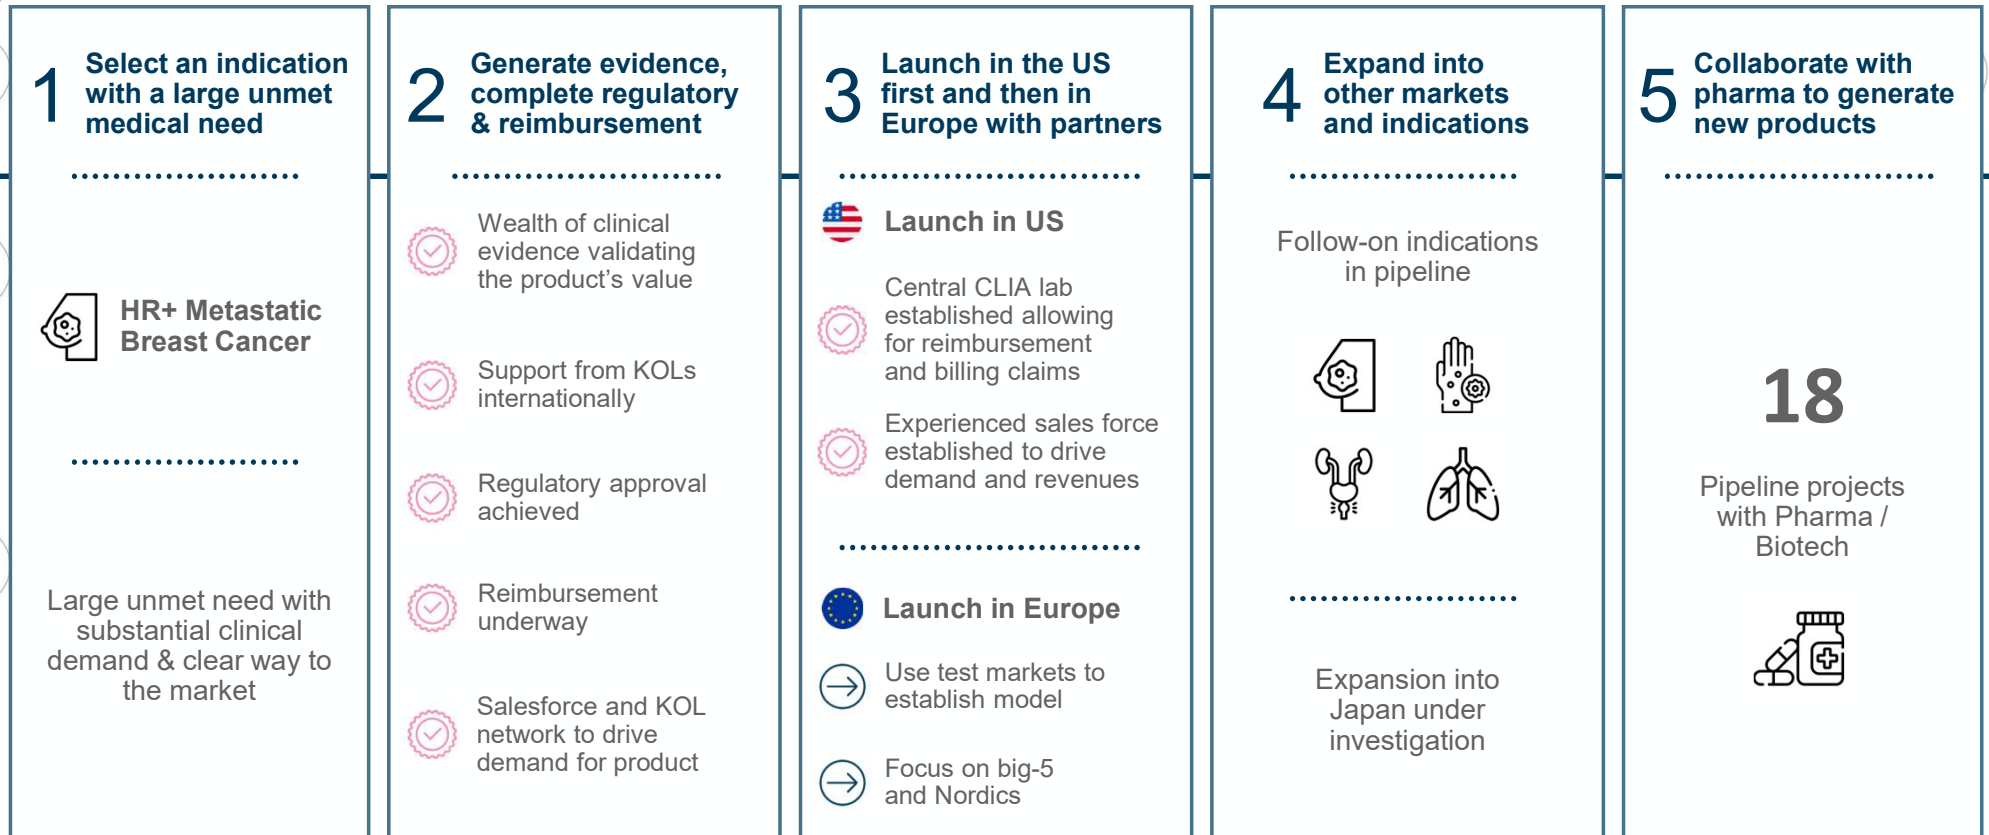 1
Select an indication
with a large unmet
medical need
HR+ Metastatic
Breast Cancer
Large unmet need with
substantial clinical
demand & clear way to
the market
2
Generate evidence,
complete regulatory
& reimbursement
Wealth of clinical
evidence validating
the product’s value
Support from KOLs
internationally
Regulatory approval
achieved
Reimbursement
underway
Salesforce and KOL
network to drive
demand for product
3
Launch in the US
first and then in
Europe with partners
Launch in US
Central CLIA lab
established allowing
for reimbursement
and billing claims
Experienced sales force
established to drive
demand and revenues
Launch in Europe
Use test markets to
establish model
Focus on big-5
and Nordics
4
Expand into
other markets
and indications
Follow-on indications
in pipeline
Expansion into
Japan under
investigation
5
Collaborate with
pharma to generate
new products
18
Pipeline projects
with Pharma /
Biotech